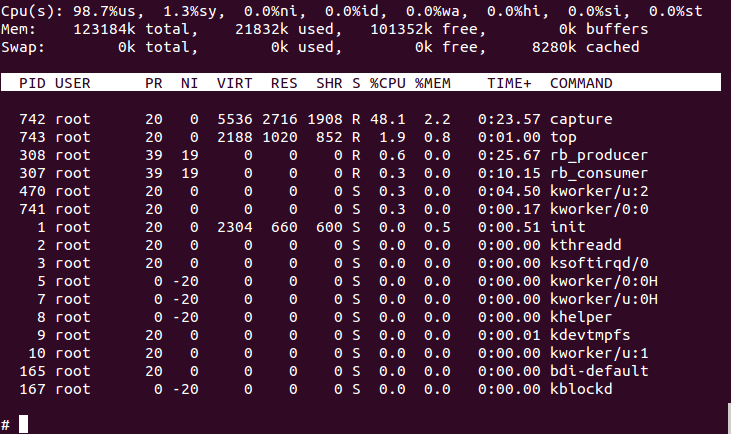 Cpu(s): 98.7%us,  1.3%sy,  0.0%ni,  0.0%id,  0.0%wa,  0.0%hi,  0.0%si,  0.0%st
Mem:    123184k total,    21832k used,   101352k free,        0k buffers
Swap:        0k total,        0k used,        0k free,     8280k cached
  PID USER      PR  NI  VIRT  RES  SHR S %CPU %MEM    TIME+  COMMAND
  742 root      20   0  5536 2716 1908 R 48.1  2.2   0:23.57 capture
  743 root      20   0  2188 1020  852 R  1.9  0.8   0:01.00 top
  308 root      39  19     0    0    0 R  0.6  0.0   0:25.67 rb_producer
  307 root      39  19     0    0    0 R  0.3  0.0   0:10.15 rb_consumer
  470 root      20   0     0    0    0 S  0.3  0.0   0:04.50 kworker/u:2
  741 root      20   0     0    0    0 S  0.3  0.0   0:00.17 kworker/0:0
    1 root      20   0  2304  660  600 S  0.0  0.5   0:00.51 init
    2 root      20   0     0    0    0 S  0.0  0.0   0:00.00 kthreadd
    3 root      20   0     0    0    0 S  0.0  0.0   0:00.00 ksoftirqd/0
    5 root       0 -20     0    0    0 S  0.0  0.0   0:00.00 kworker/0:0H
    7 root       0 -20     0    0    0 S  0.0  0.0   0:00.00 kworker/u:0H
    8 root       0 -20     0    0    0 S  0.0  0.0   0:00.00 khelper
    9 root      20   0     0    0    0 S  0.0  0.0   0:00.01 kdevtmpfs
   10 root      20   0     0    0    0 S  0.0  0.0   0:00.00 kworker/u:1
  165 root      20   0     0    0    0 S  0.0  0.0   0:00.00 bdi-default
  167 root       0 -20     0    0    0 S  0.0  0.0   0:00.00 kblockd
#